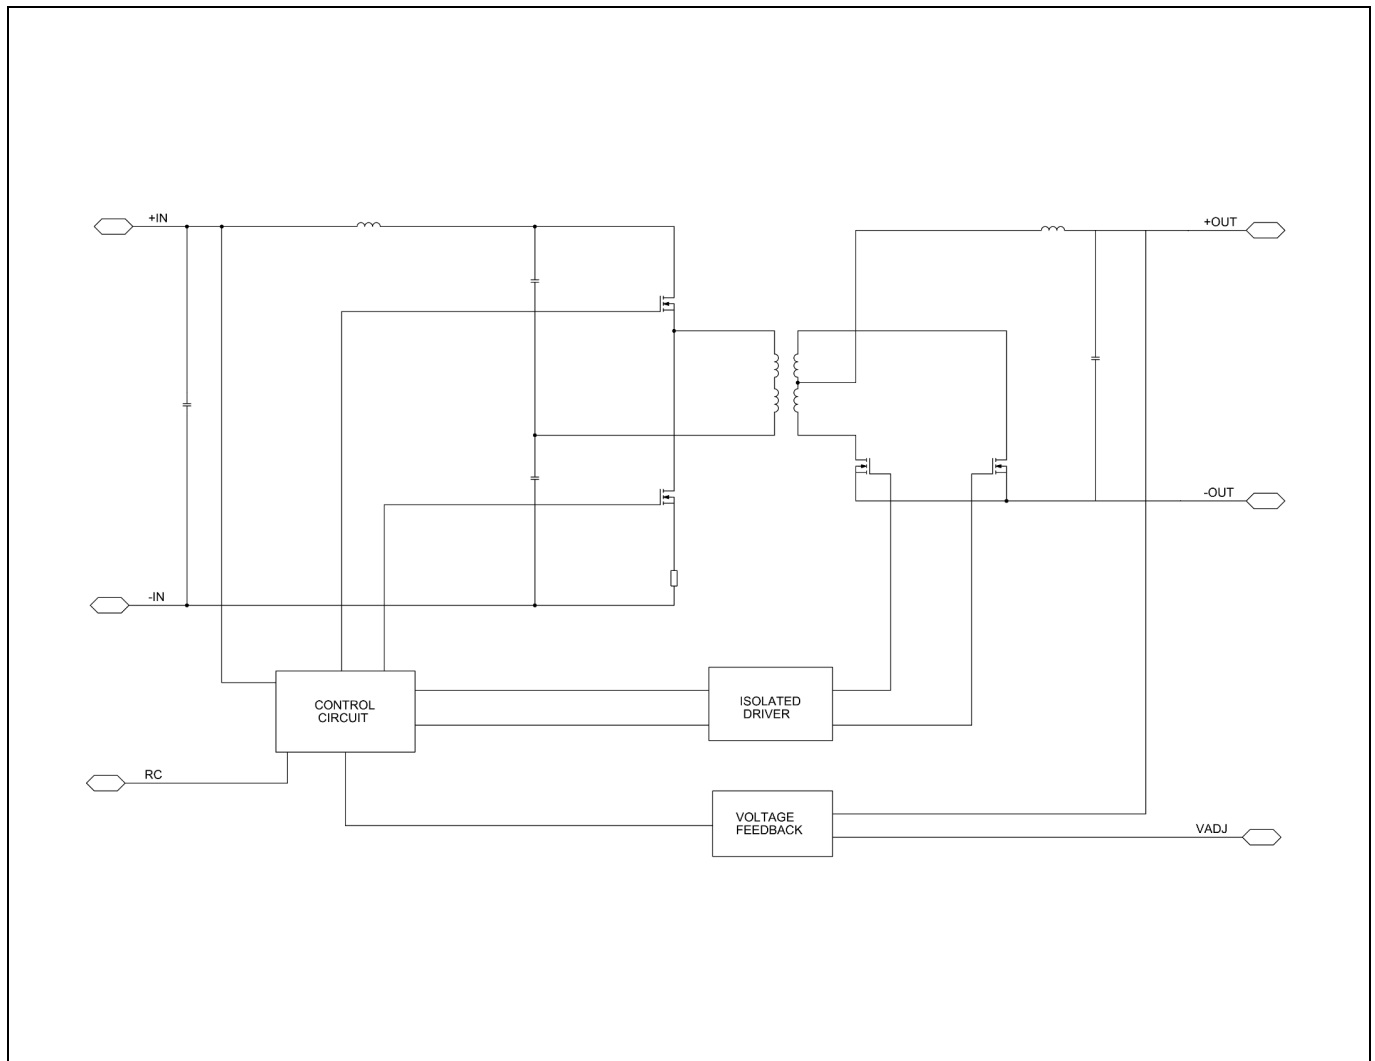 +IN
+OUT
-OUT
-IN
CONTROL
CIRCUIT
ISOLATED
DRIVER
RC
VOLTAGE
FEEDBACK
VADJ